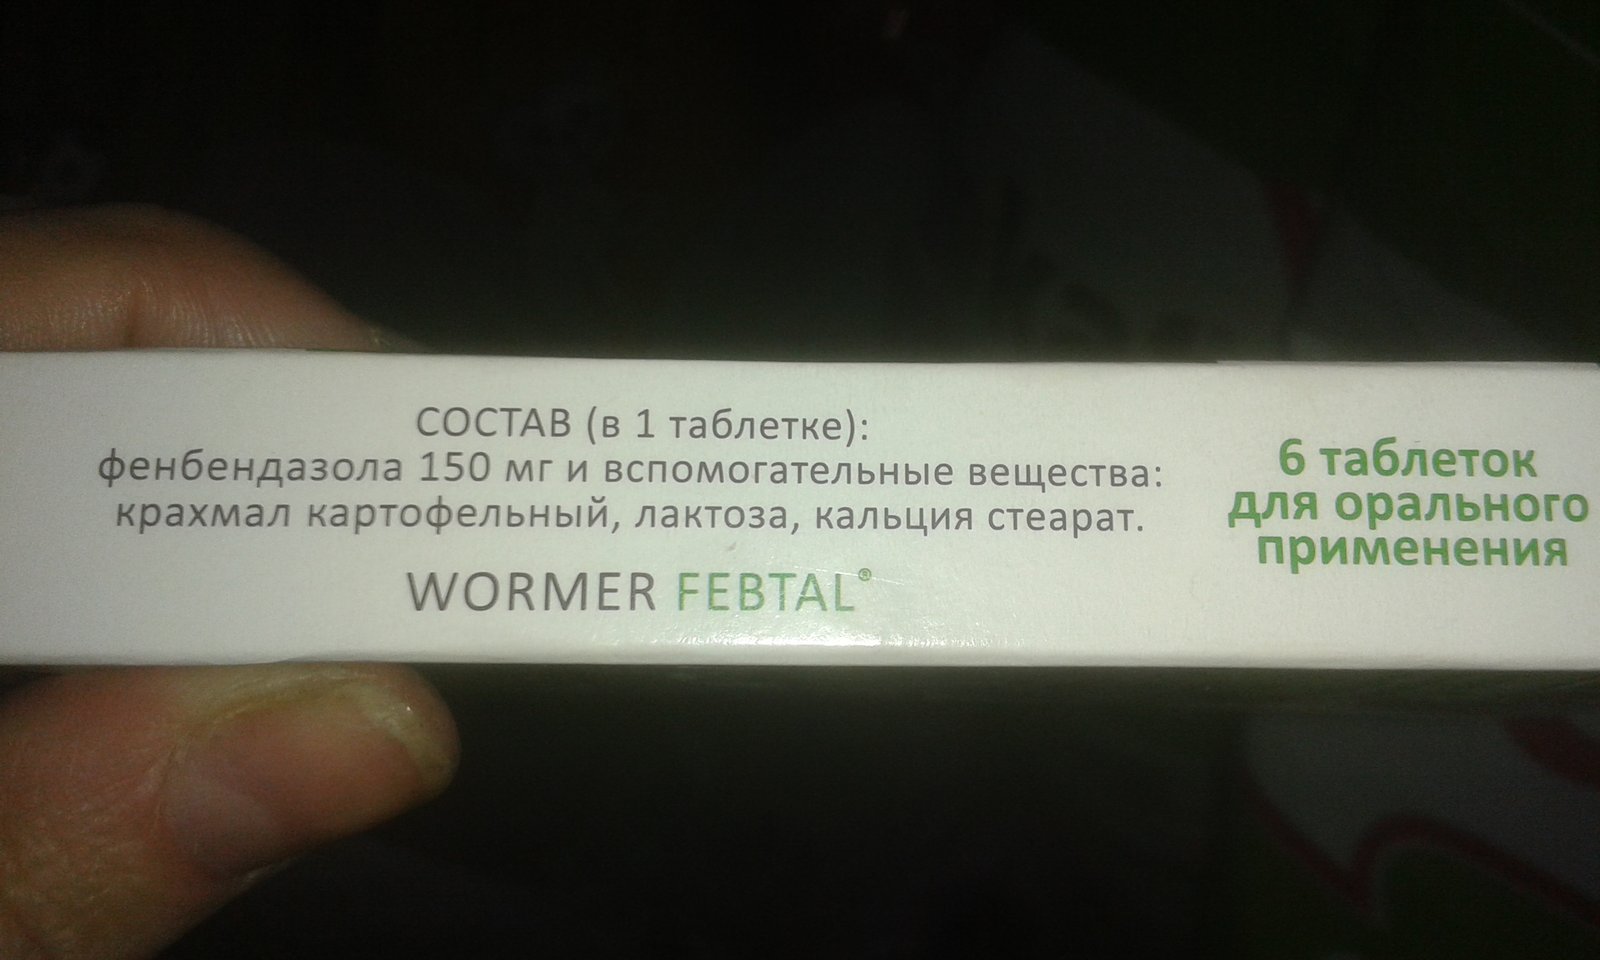 СОСТАВ (в 1 таблетке):
фенбендазола 150 мг и вспомогательные вещества:
крахмал картофельный, лактоза, кальция стеарат.
WORMER FEBTAL®
6 таблеток
для орального
применения